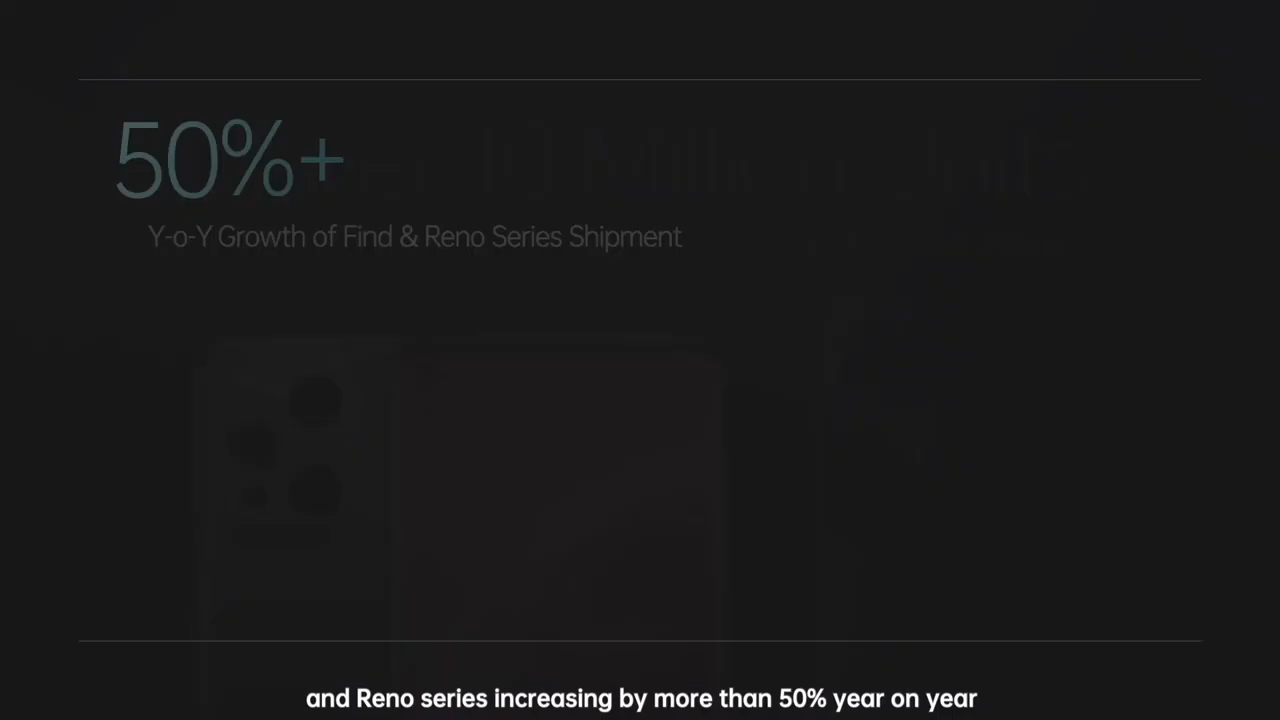 50%+
Y-o-Y Growth of Find & Reno Series Shipment
and Reno series increasing by more than 50% year on year